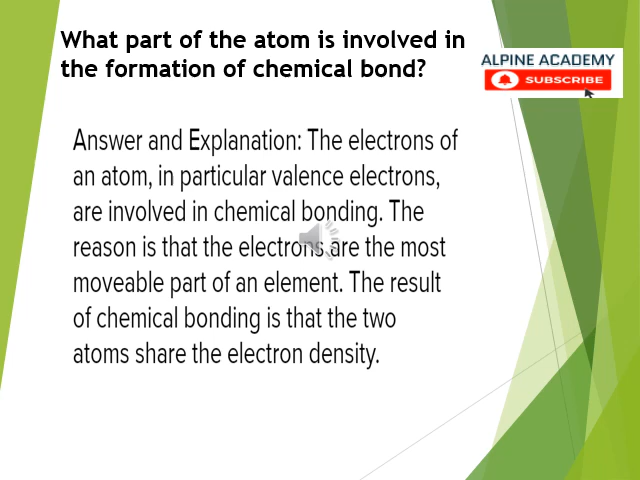 What part of the atom is involved in
the formation of chemical bond?
ALPINE ACADEMY
SUBSCRIBE
Answer and Explanation: The electrons of
an atom, in particular valence electrons,
are involved in chemical bonding. The
reason is that the electrons are the most
moveable part of an element. The result
of chemical bonding is that the two
atoms share the electron density.